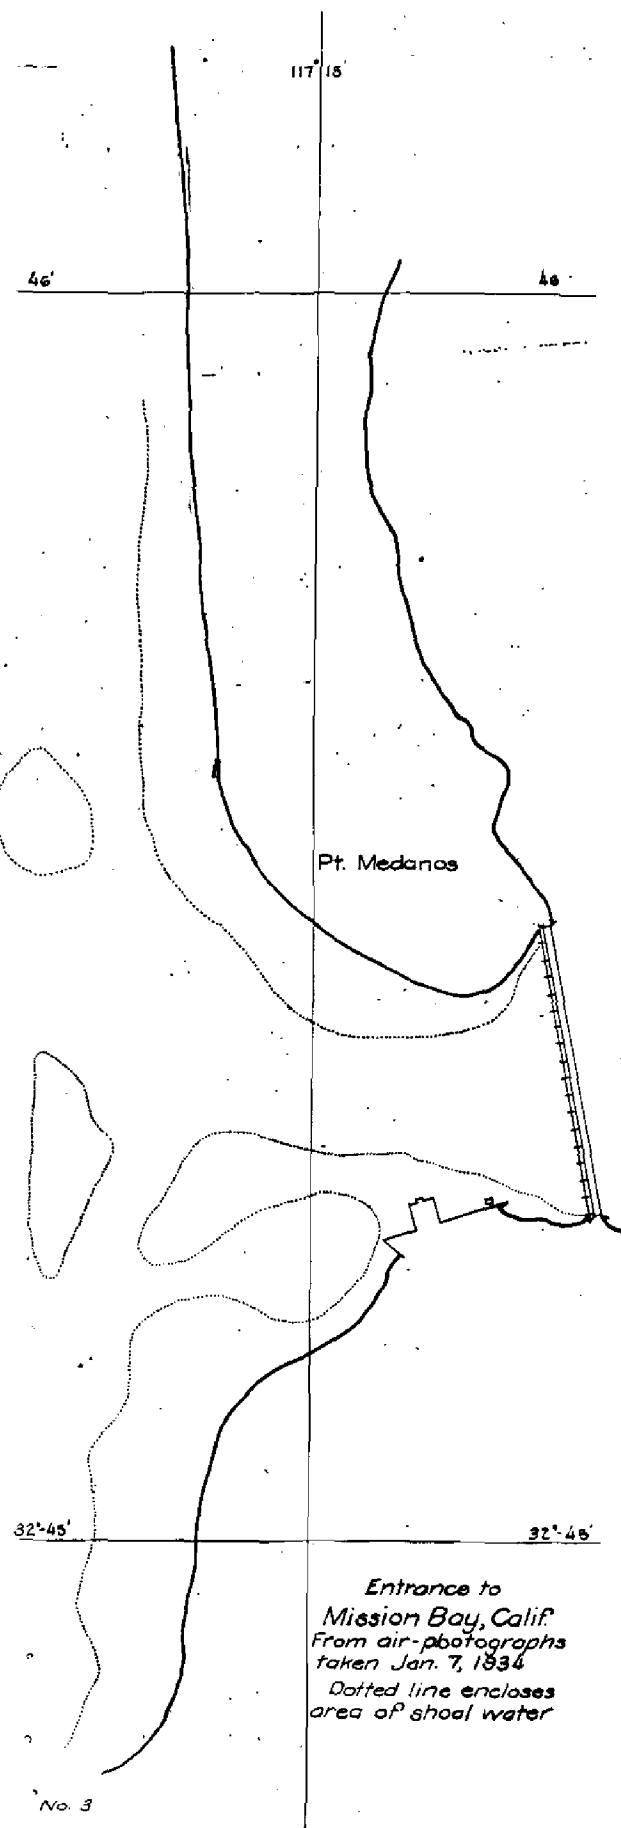 117° 15'
46'
46
Pt. Medanos
32°-45'
32°-45'
Entrance to
Mission Bay, Calif.
From air-photographs
taken Jan. 7, 1934
Dotted line encloses
area of shoal water
No. 3